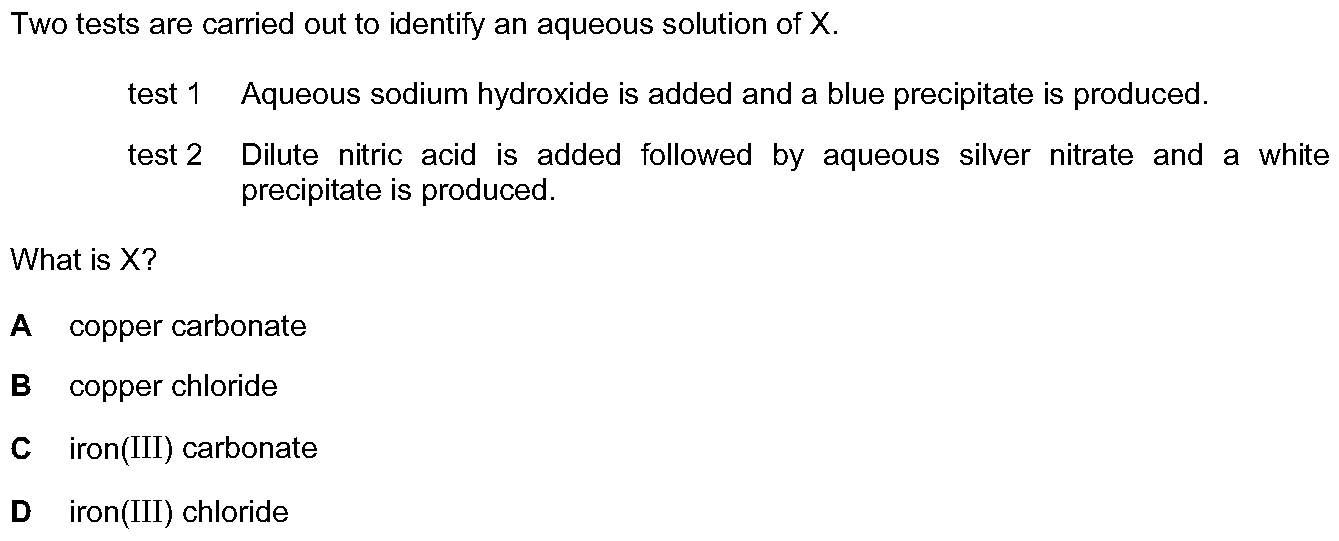 Two tests are carried out to identify an aqueous solution of X.
test 1 Aqueous sodium hydroxide is added and a blue precipitate is produced.
test 2 Dilute nitric acid is added followed by aqueous silver nitrate and a white
precipitate is produced.
What is X?
A copper carbonate
B copper chloride
C iron(III) carbonate
D iron(III) chloride